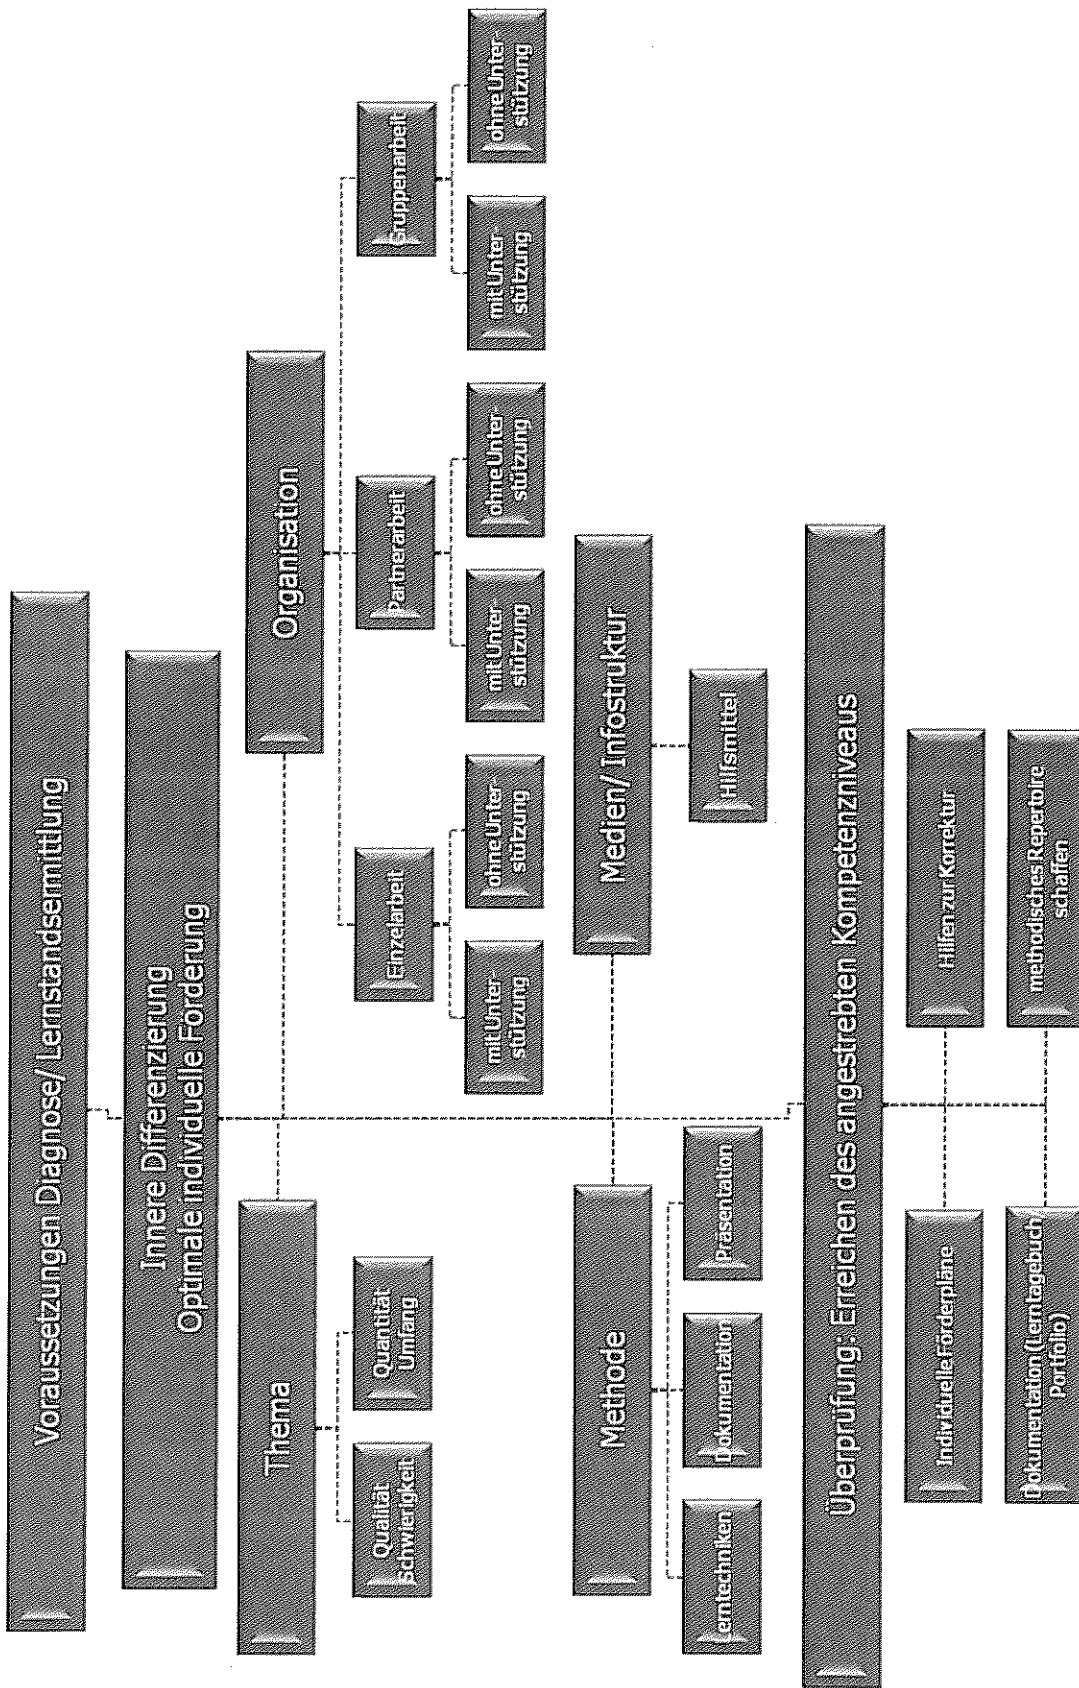 Voraussetzungen Diagnose/ Lernstandsermittlung
Innere Differenzierung
Optimale individuelle Förderung
Thema
Organisation
Qualität
Schwierigkeit
Quantität
Umfang
Einzelarbeit
Partnerarbeit
Gruppenarbeit
mit Unter-
stützung
ohne Unter-
stützung
mit Unter-
stützung
ohne Unter-
stützung
mit Unter-
stützung
ohne Unter-
stützung
Methode
Medien/ Infostruktur
Lerntechniken
Dokumentation
Präsentation
Hilfsmittel
Überprüfung: Erreichen des angestrebten Kompetenzniveaus
Individuelle Förderpläne
Hilfen zur Korrektur
Dokumentation (Lerntagebuch
Portfolio)
methodisches Repertoire
schaffen